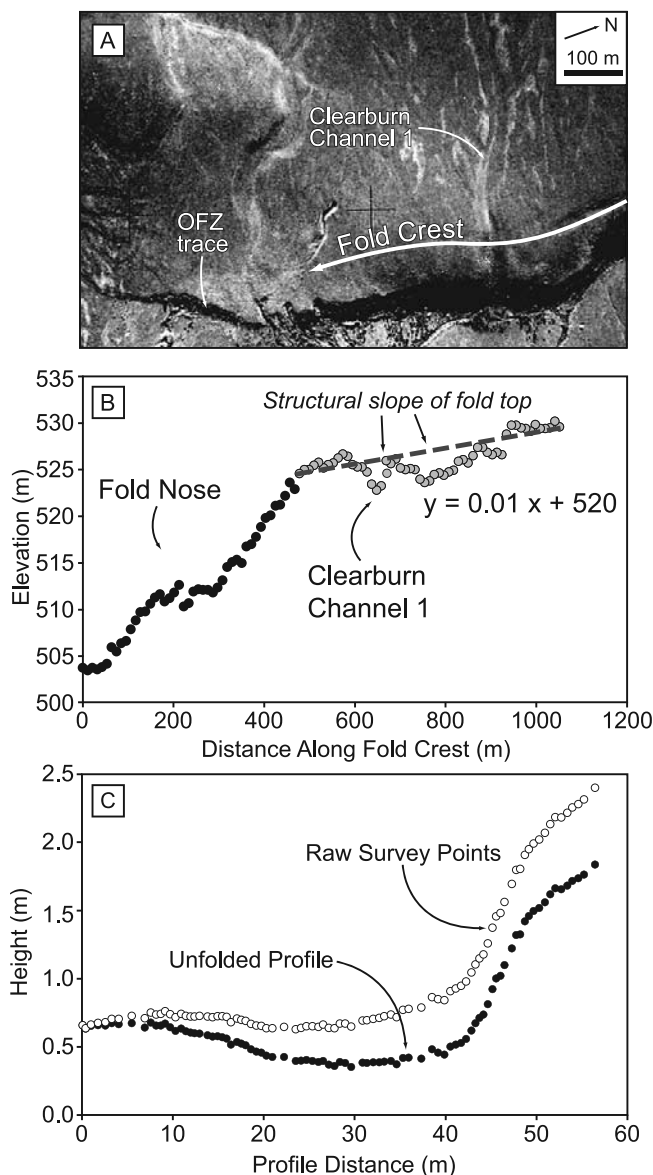 A
N
100 m
Clearburn
Channel 1
OFZ
trace
Fold Crest
B
535
530
525
520
515
510
505
500
Elevation (m)
Structural slope of fold top
Fold Nose
y = 0.01 x + 520
Clearburn
Channel 1
0
200
400
600
800
1000
1200
Distance Along Fold Crest (m)
C
2.5
2.0
1.5
1.0
0.5
0.0
Height (m)
Raw Survey Points
Unfolded Profile
0
10
20
30
40
50
60
Profile Distance (m)